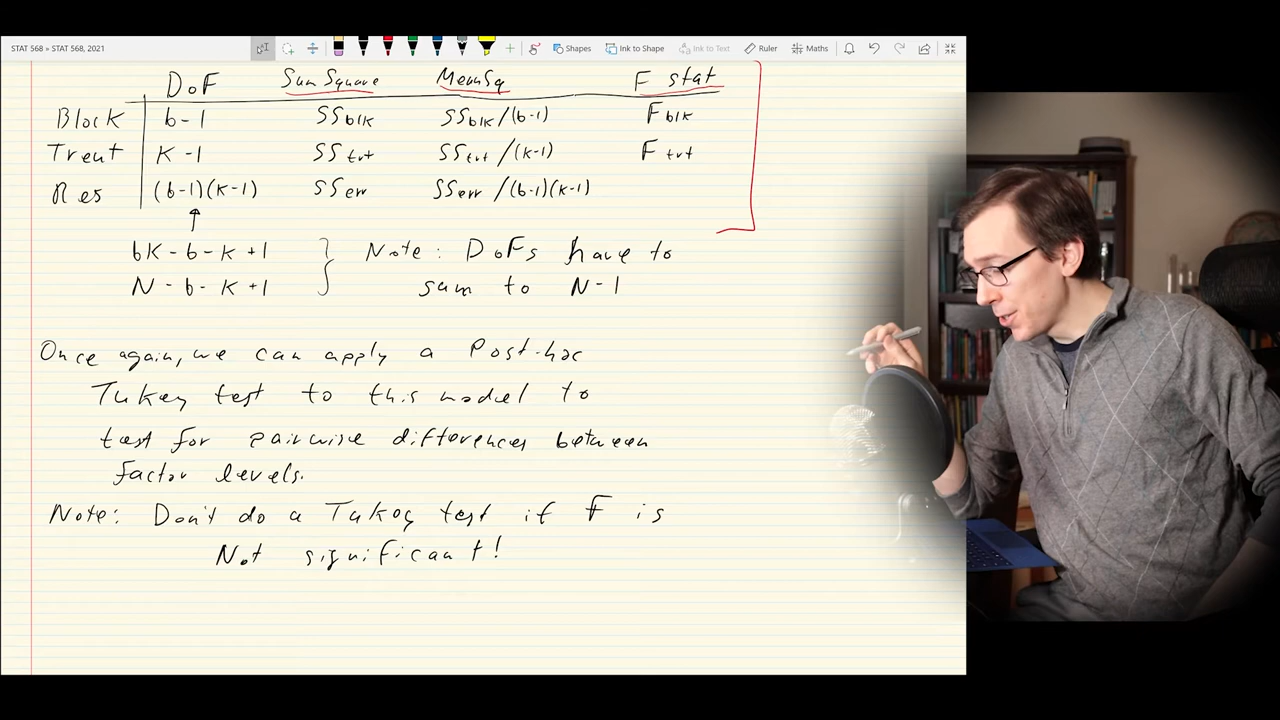 STAT 568 » STAT 568, 2021
Shapes Ink to Shape Ink to Text Ruler Maths
DoF Sum Square MeanSq F stat
Block b-1 SSblk SSblk/(b-1) Fblk
Treat K-1 SStrt SStrt/(K-1) Ftrt
Res (b-1)(K-1) SSerr SSerr/(b-1)(K-1)
↑
bK-b-K+1 } Note: DoFs have to
N-b-K+1 sum to N-1
Once again, we can apply a Post-hoc
Tukey test to this model to
test for pairwise differences between
factor levels.
Note: Don't do a Tukey test if F is
Not significant!